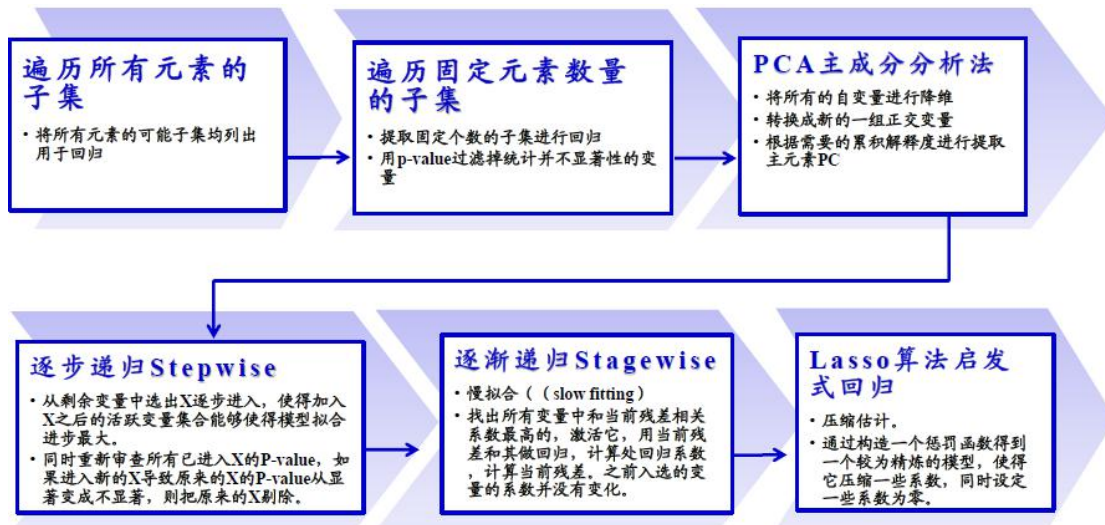 遍历所有元素的
子集
• 将所有元素的可能子集均列出
用于回归
遍历固定元素数量
的子集
• 提取固定个数的子集进行回归
• 用p-value过滤掉统计并不显著性的变
量
PCA主成分分析法
• 将所有的自变量进行降维
• 转换成新的一组正交变量
• 根据需要的累积解释度进行提取
主元素PC
逐步递归Stepwise
• 从剩余变量中选出X逐步进入，使得加入
X之后的活跃变量集合能够使得模型拟合
进步最大。
• 同时重新审查所有已进入X的P-value，如
果进入新的X导致原来的X的P-value从显
著变成不显著，则把原来的X剔除。
逐渐递归Stagewise
• 慢拟合（（slow fitting）
• 找出所有变量中和当前残差相关
系数最高的，激活它，用当前残
差和其做回归，计算处回归系数
，计算当前残差。之前入选的变
量的系数并没有变化。
Lasso算法启发
式回归
• 压缩估计。
• 通过构造一个惩罚函数得到
一个较为精炼的模型，使得
它压缩一些系数，同时设定
一些系数为零。